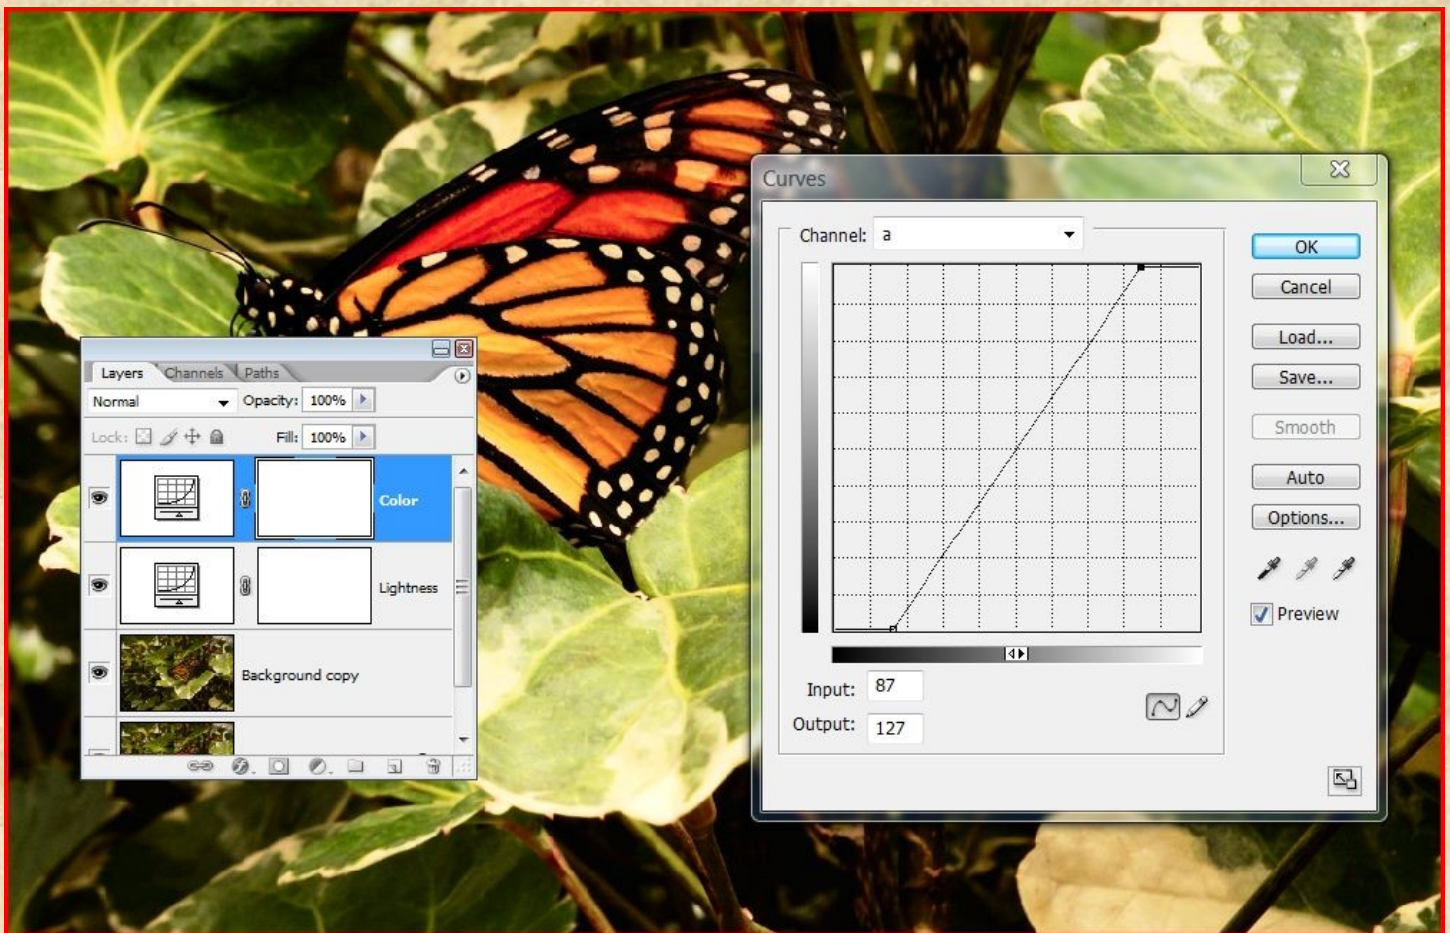 Curves
Channel: a
OK
Cancel
Load...
Save...
Smooth
Auto
Options...
Preview
Input: 87
Output: 127
Layers Channels Paths
Normal Opacity: 100%
Lock: Fill: 100%
Color
Lightness
Background copy